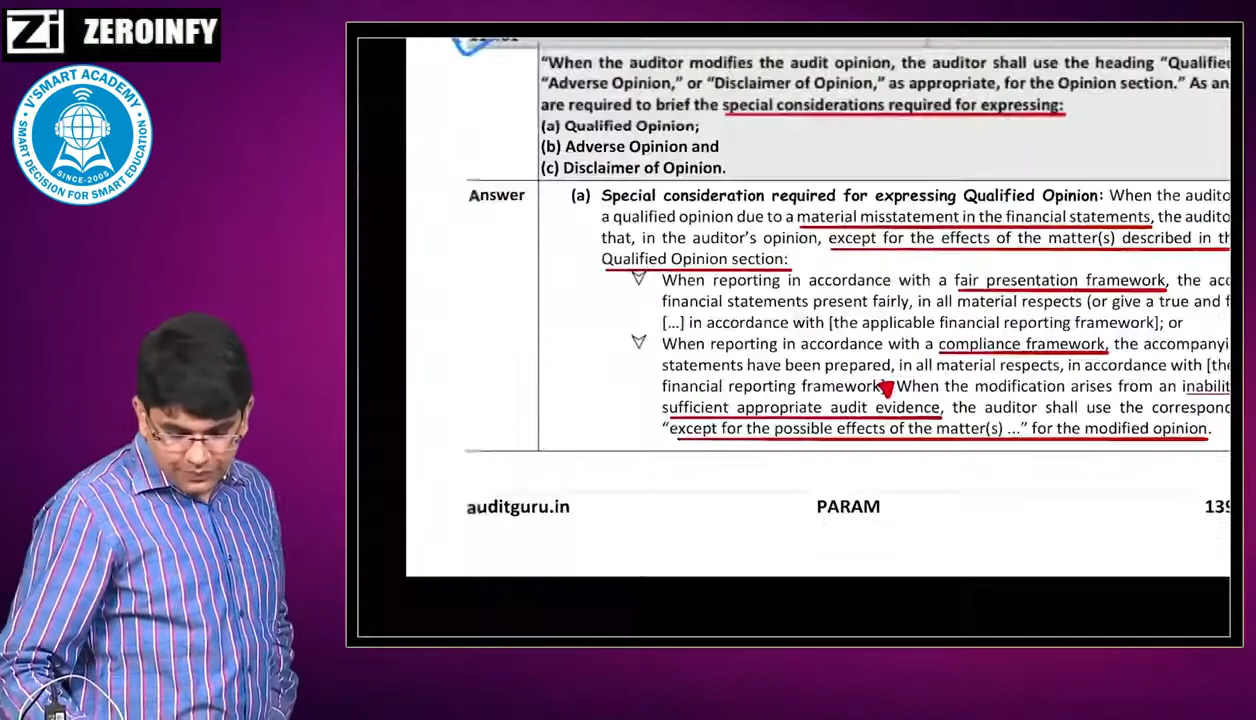 Zi ZEROINFY
V'SMART ACADEMY
SINCE-2005
SMART DECISION FOR SMART EDUCATION
"When the auditor modifies the audit opinion, the auditor shall use the heading "Qualified
"Adverse Opinion," or "Disclaimer of Opinion," as appropriate, for the Opinion section." As an
are required to brief the special considerations required for expressing:
(a) Qualified Opinion;
(b) Adverse Opinion and
(c) Disclaimer of Opinion.
Answer (a) Special consideration required for expressing Qualified Opinion: When the audito
a qualified opinion due to a material misstatement in the financial statements, the audito
that, in the auditor's opinion, except for the effects of the matter(s) described in th
Qualified Opinion section:
When reporting in accordance with a fair presentation framework, the acc
financial statements present fairly, in all material respects (or give a true and f
[...] in accordance with [the applicable financial reporting framework]; or
When reporting in accordance with a compliance framework, the accompanyi
statements have been prepared, in all material respects, in accordance with [the
financial reporting framework When the modification arises from an inabilit
sufficient appropriate audit evidence, the auditor shall use the correspond
"except for the possible effects of the matter(s) ..." for the modified opinion.
auditguru.in PARAM 139